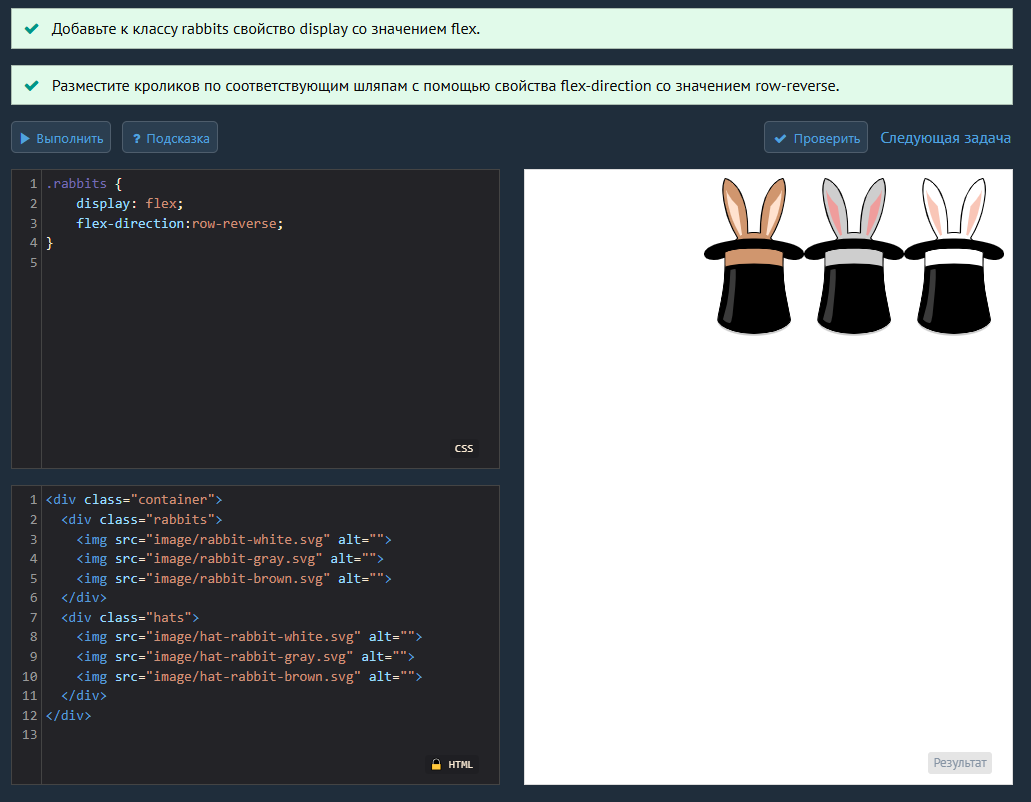 Добавьте к классу rabbits свойство display со значением flex.
Разместите кроликов по соответствующим шляпам с помощью свойства flex-direction со значением row-reverse.
Выполнить
? Подсказка
Проверить
Следующая задача
1 .rabbits {
2     display: flex;
3     flex-direction:row-reverse;
4 }
5
CSS
1 <div class="container">
2   <div class="rabbits">
3     <img src="image/rabbit-white.svg" alt="">
4     <img src="image/rabbit-gray.svg" alt="">
5     <img src="image/rabbit-brown.svg" alt="">
6   </div>
7   <div class="hats">
8     <img src="image/hat-rabbit-white.svg" alt="">
9     <img src="image/hat-rabbit-gray.svg" alt="">
10     <img src="image/hat-rabbit-brown.svg" alt="">
11   </div>
12 </div>
13
HTML
Результат